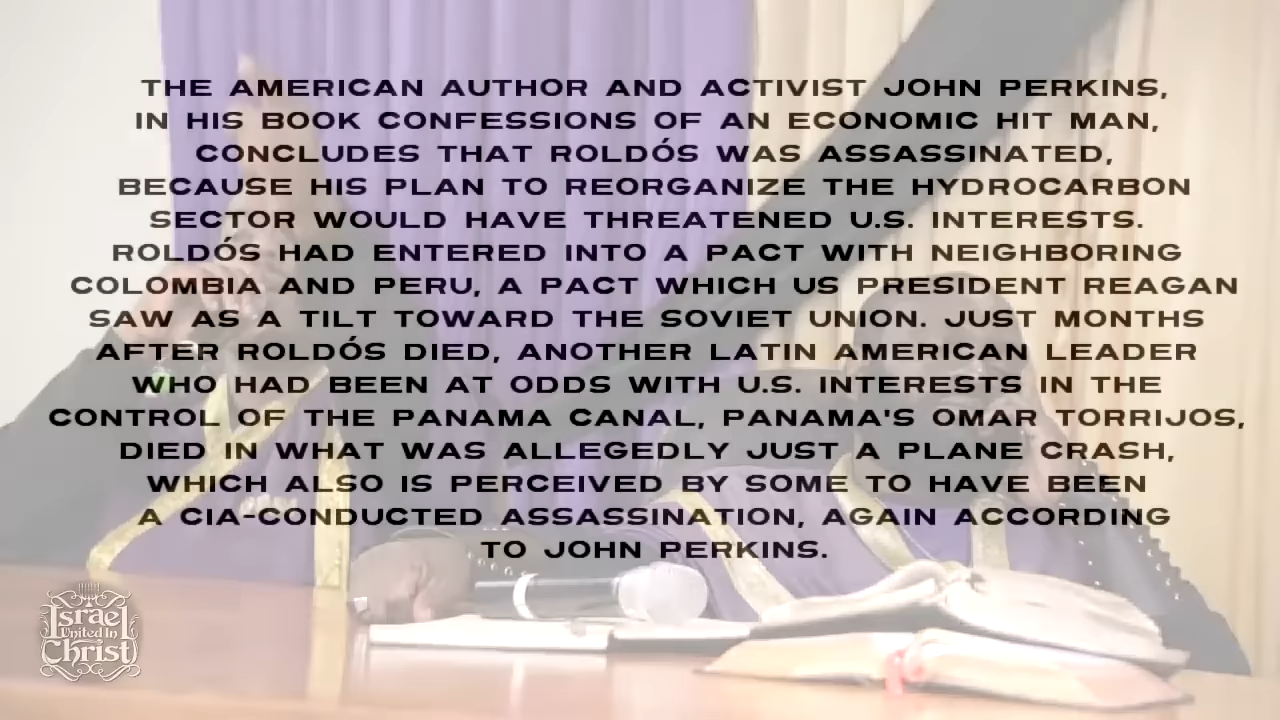 THE AMERICAN AUTHOR AND ACTIVIST JOHN PERKINS,
IN HIS BOOK CONFESSIONS OF AN ECONOMIC HIT MAN,
CONCLUDES THAT ROLDÓS WAS ASSASSINATED,
BECAUSE HIS PLAN TO REORGANIZE THE HYDROCARBON
SECTOR WOULD HAVE THREATENED U.S. INTERESTS.
ROLDÓS HAD ENTERED INTO A PACT WITH NEIGHBORING
COLOMBIA AND PERU, A PACT WHICH US PRESIDENT REAGAN
SAW AS A TILT TOWARD THE SOVIET UNION. JUST MONTHS
AFTER ROLDÓS DIED, ANOTHER LATIN AMERICAN LEADER
WHO HAD BEEN AT ODDS WITH U.S. INTERESTS IN THE
CONTROL OF THE PANAMA CANAL, PANAMA'S OMAR TORRIJOS,
DIED IN WHAT WAS ALLEGEDLY JUST A PLANE CRASH,
WHICH ALSO IS PERCEIVED BY SOME TO HAVE BEEN
A CIA-CONDUCTED ASSASSINATION, AGAIN ACCORDING
TO JOHN PERKINS.
Israel
United In
Christ